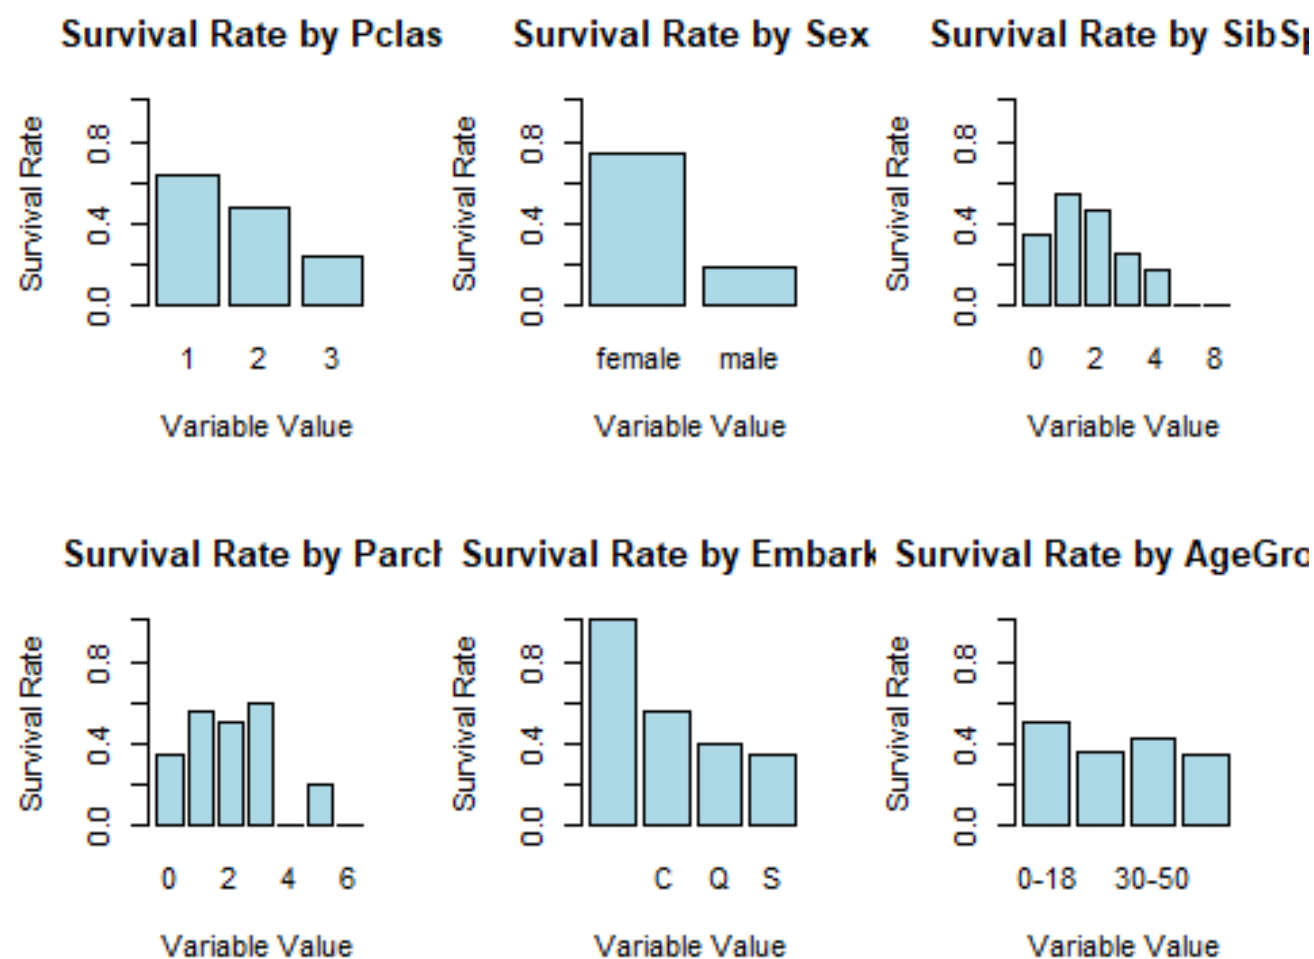 Survival Rate by Pclas
Survival Rate
0.0 0.4 0.8
1 2 3
Variable Value
Survival Rate by Sex
Survival Rate
0.0 0.4 0.8
female male
Variable Value
Survival Rate by SibSp
Survival Rate
0.0 0.4 0.8
0 2 4 8
Variable Value
Survival Rate by Parch
Survival Rate
0.0 0.4 0.8
0 2 4 6
Variable Value
Survival Rate by Embark
Survival Rate
0.0 0.4 0.8
C Q S
Variable Value
Survival Rate by AgeGro
Survival Rate
0.0 0.4 0.8
0-18 30-50
Variable Value